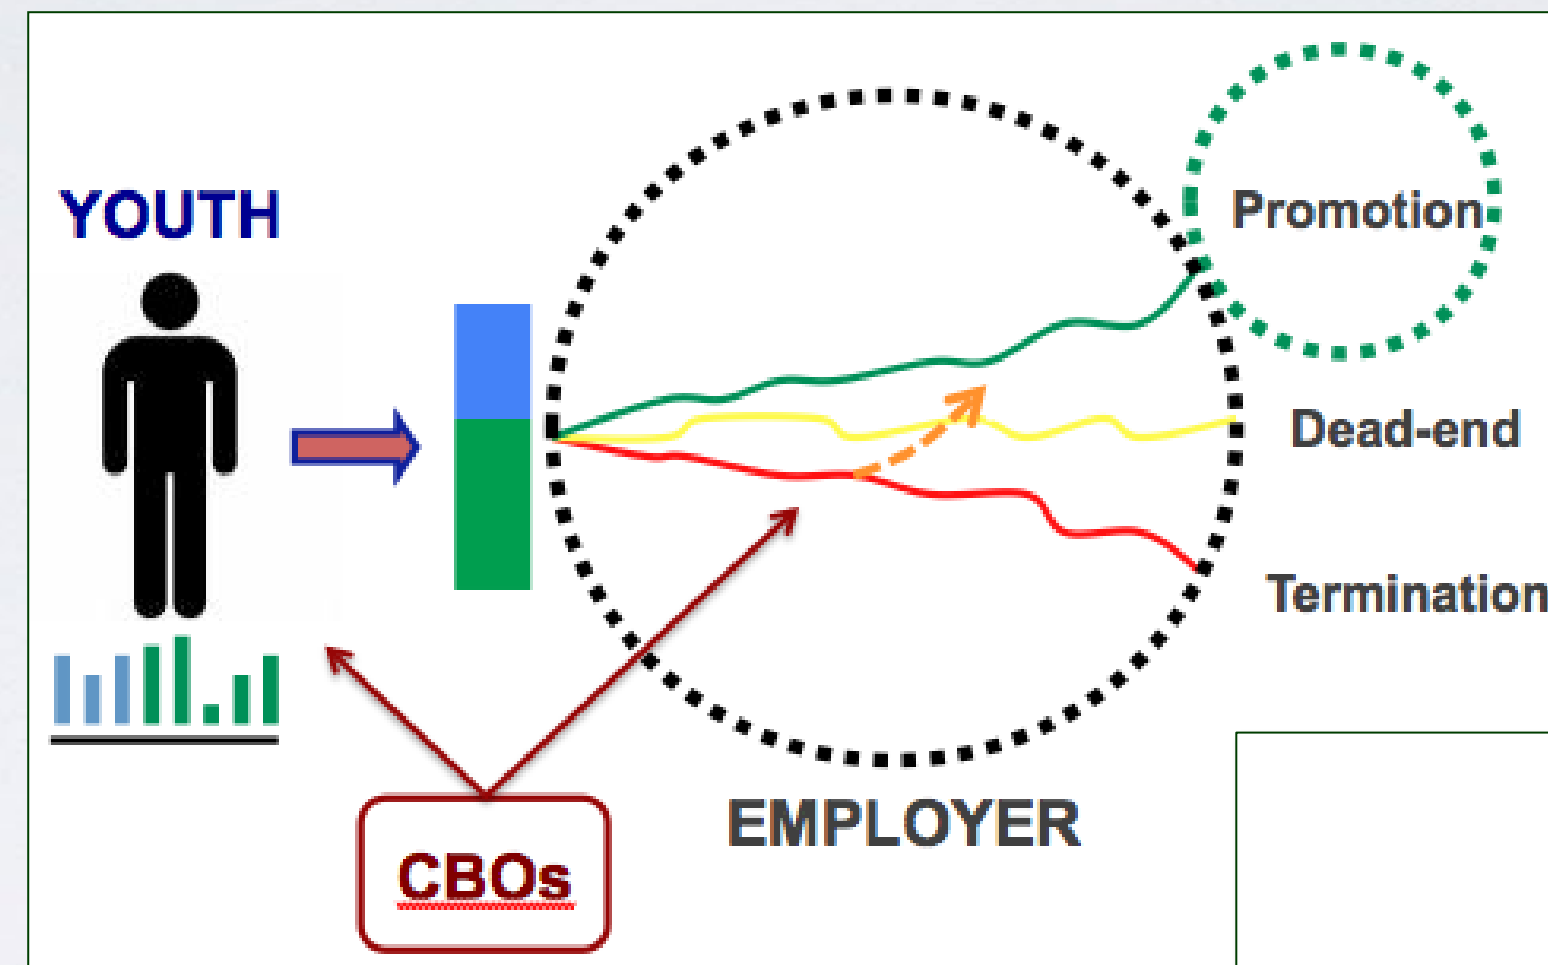 YOUTH
Promotion
Dead-end
Termination
EMPLOYER
CBOs